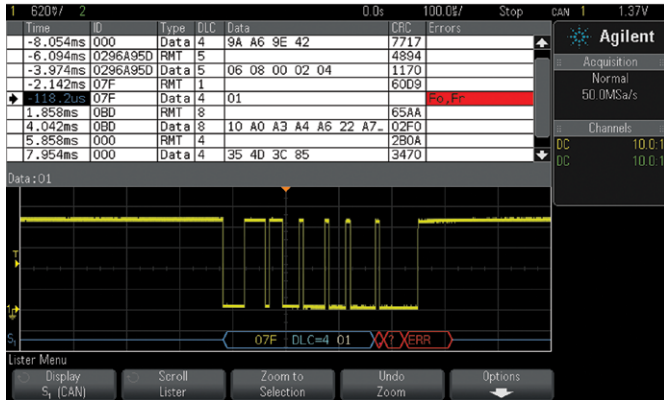 1 620♉/ 2 0.0s 100.0♉/ Stop CAN 1 1.37V
Time ID Type DLC Data CRC Errors
-8.054ms 000 Data 4 9A A6 9E 42 7717
-6.094ms 0296A95D RMT 5 4894
-3.974ms 0296A95D Data 5 06 08 00 02 04 1170
-2.142ms 07F RMT 1 60D9
-118.2us 07F Data 4 01 Fo,Fr
1.858ms 0BD RMT 8 65AA
4.042ms 0BD Data 8 10 A0 A3 A4 A6 22 A7… 02F0
5.858ms 000 RMT 4 2B0A
7.954ms 000 Data 4 35 4D 3C 85 3470
Agilent
Acquisition
Normal
50.0MSa/s
Channels
DC 10.0:1
DC 10.0:1
Data:01
T
1
S1 07F DLC=4 01 ? ERR
Lister Menu
Display
S1 (CAN)
Scroll
Lister
Zoom to
Selection
Undo
Zoom
Options